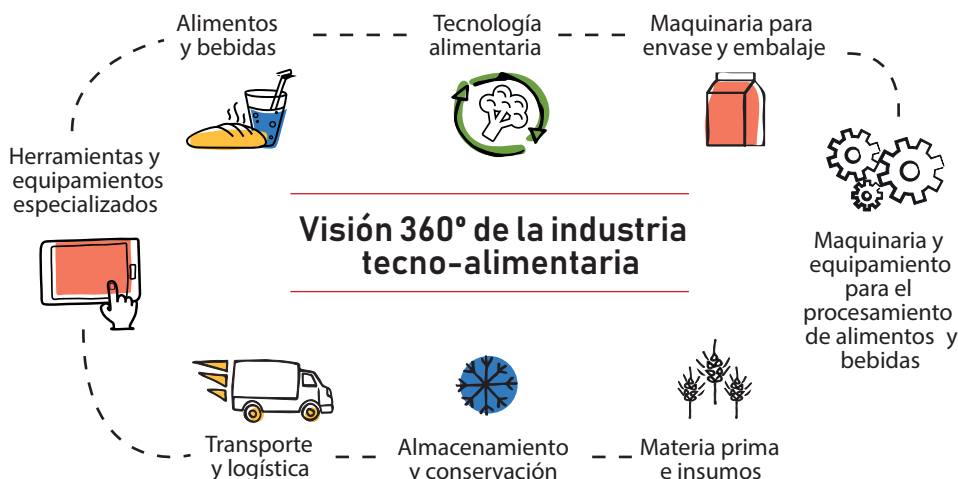 Alimentos
y bebidas
Tecnología
alimentaria
Maquinaria para
envase y embalaje
Herramientas y
equipamientos
especializados
Visión 360º de la industria
tecno-alimentaria
Maquinaria y
equipamiento
para el
procesamiento
de alimentos y
bebidas
Transporte
y logística
Almacenamiento
y conservación
Materia prima
e insumos